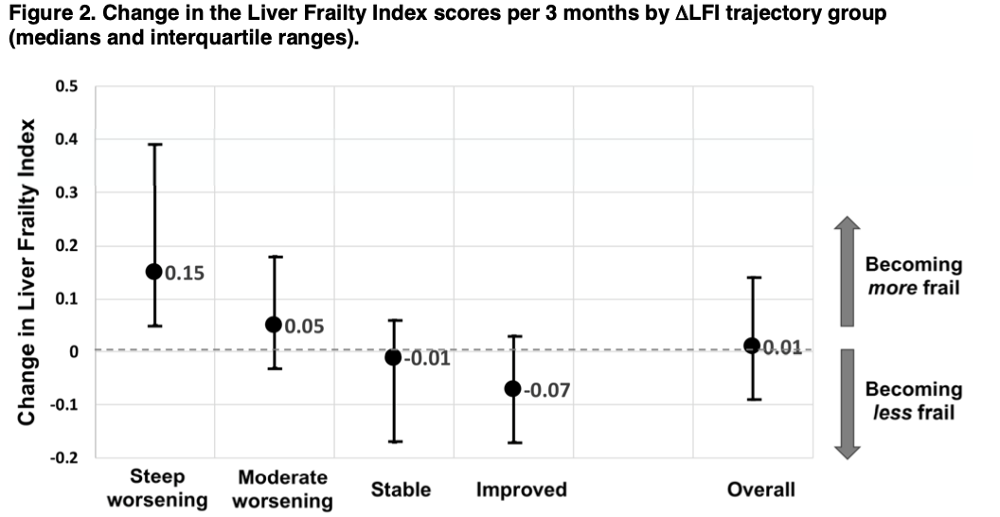 Figure 2. Change in the Liver Frailty Index scores per 3 months by ΔLFI trajectory group
(medians and interquartile ranges).
Change in Liver Frailty Index
0.5
0.4
0.3
0.2
0.1
0
-0.1
-0.2
0.15
0.05
-0.01
-0.07
0.01
Becoming
more frail
Becoming
less frail
Steep
worsening
Moderate
worsening
Stable
Improved
Overall